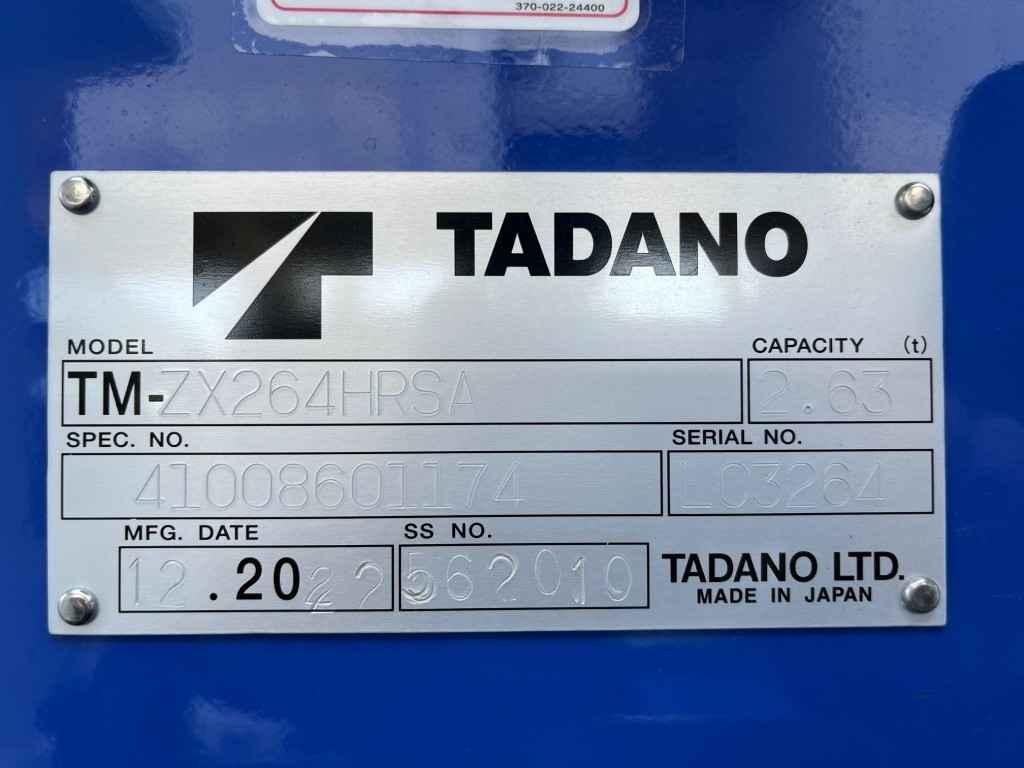 370-022-24400
TADANO
MODEL
CAPACITY (t)
TM-ZX264HRSA
2.63
SPEC. NO.
SERIAL NO.
41008601174
LC3264
MFG. DATE
SS NO.
12.2022
562010
TADANO LTD.
MADE IN JAPAN